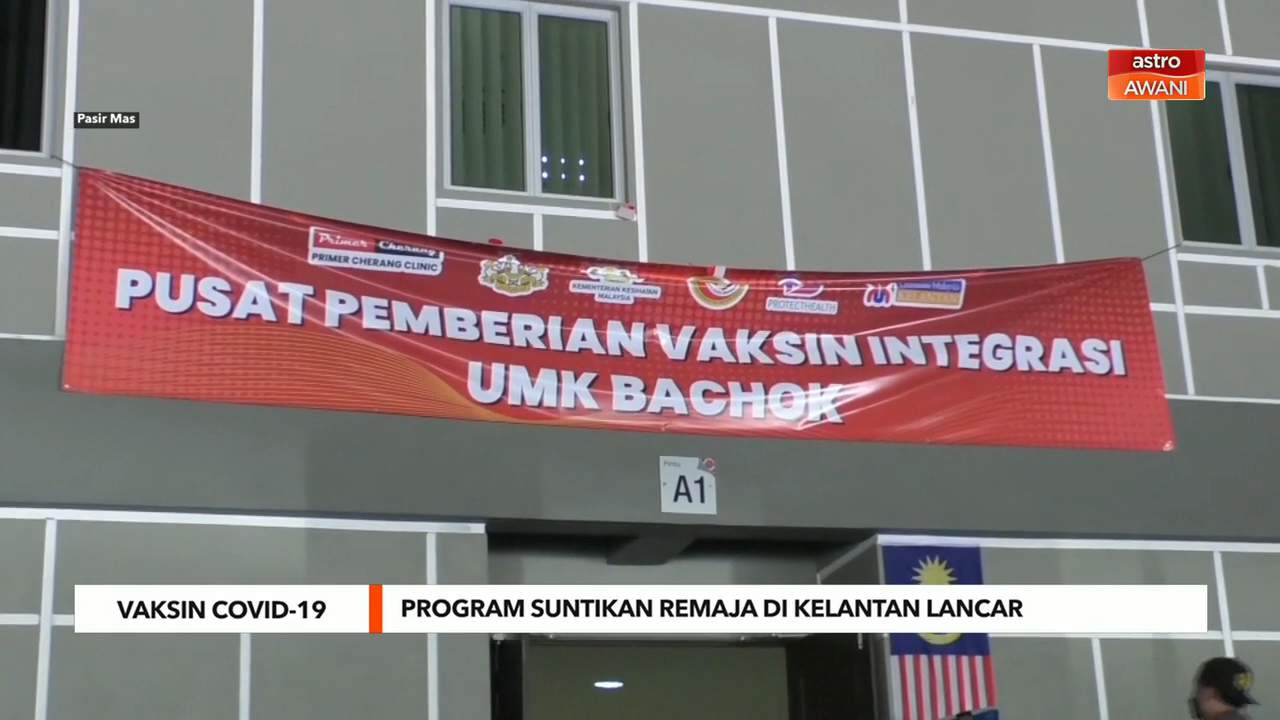 astro
AWANI
Pasir Mas
Primer Cherang
PRIMER CHERANG CLINIC
KEMENTERIAN KESIHATAN
MALAYSIA
PROTECTHEALTH
KELANTAN
PUSAT PEMBERIAN VAKSIN INTEGRASI
UMK BACHOK
Pintu
A1
VAKSIN COVID-19
PROGRAM SUNTIKAN REMAJA DI KELANTAN LANCAR